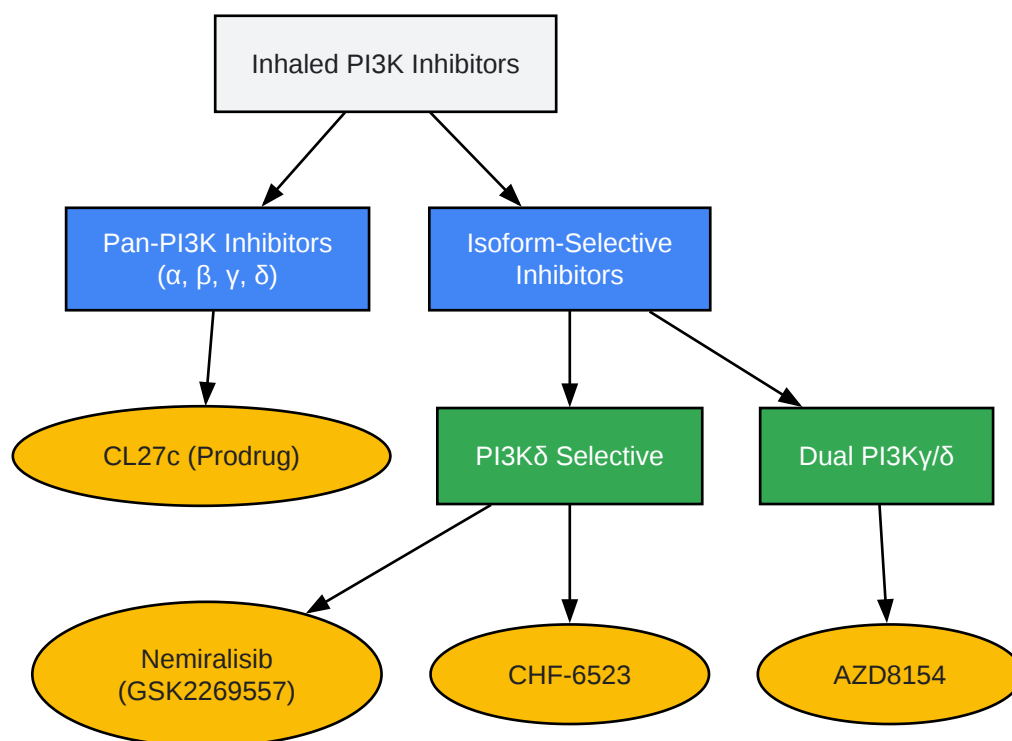 Inhaled PI3K Inhibitors
Pan-PI3K Inhibitors
(α, β, γ, δ)
Isoform-Selective
Inhibitors
CL27c (Prodrug)
PI3Kδ Selective
Dual PI3Kγ/δ
Nemiralisib
(GSK2269557)
CHF-6523
AZD8154